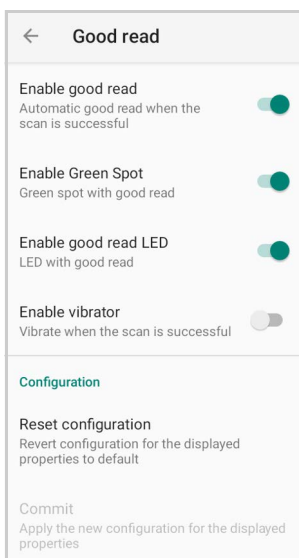 Good read
Enable good read
Automatic good read when the
scan is successful
Enable Green Spot
Green spot with good read
Enable good read LED
LED with good read
Enable vibrator
Vibrate when the scan is successful
Configuration
Reset configuration
Revert configuration for the displayed
properties to default
Commit
Apply the new configuration for the displayed
properties